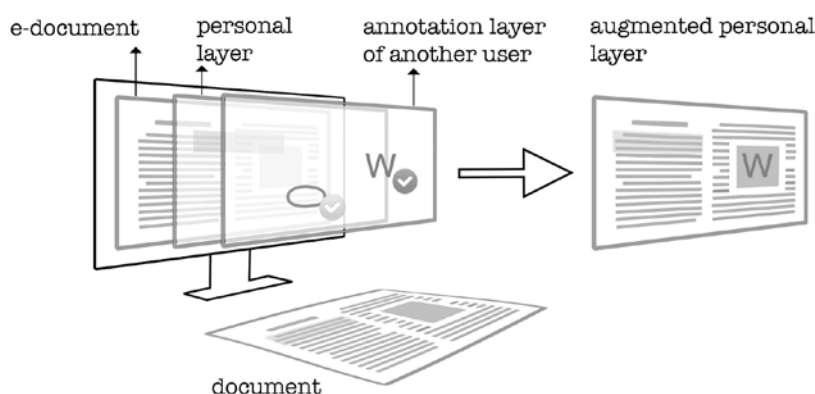 e-document
personal
layer
annotation layer
of another user
augmented personal
layer
W
W
document